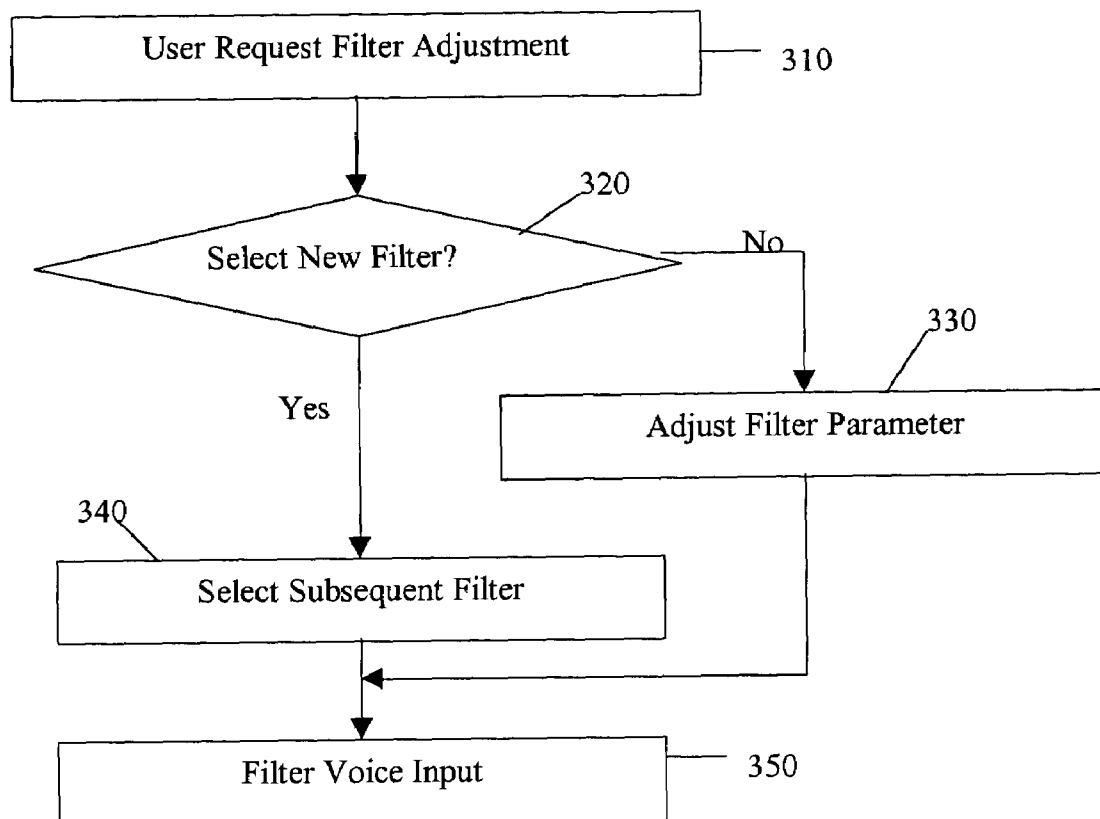 User Request Filter Adjustment
310
320
Select New Filter?
No
330
Yes
Adjust Filter Parameter
340
Select Subsequent Filter
Filter Voice Input
350